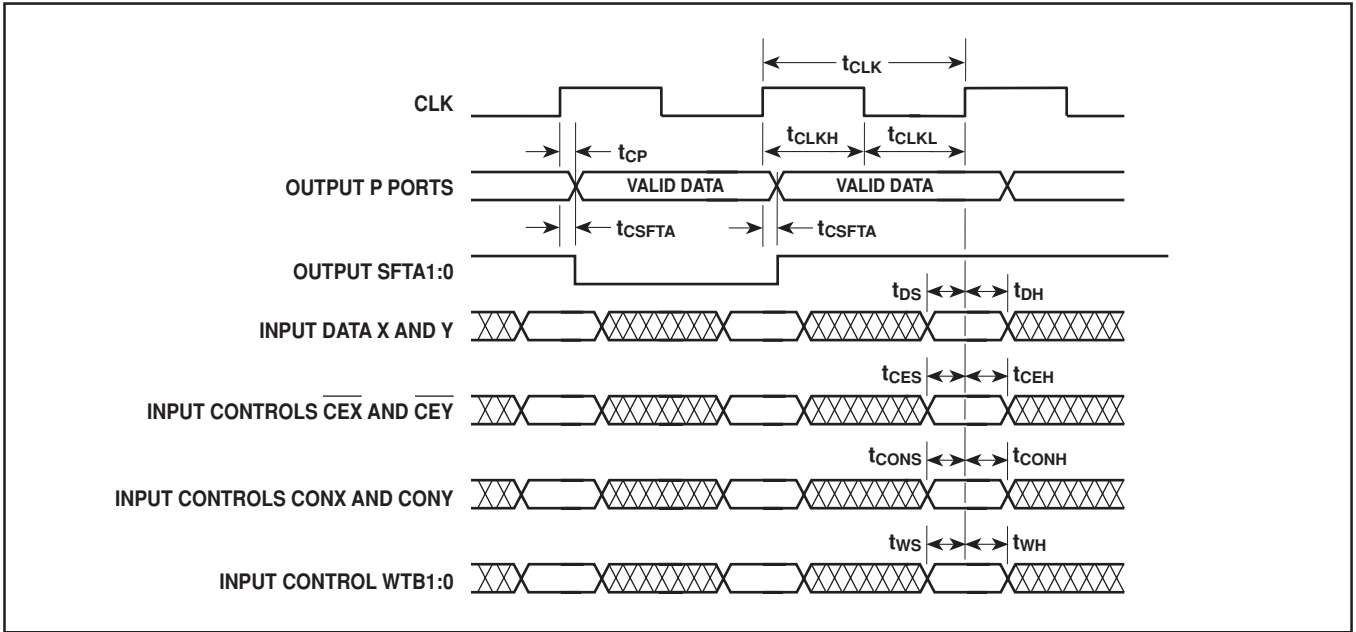 tCLK
CLK
tCLKH tCLKL
tCP
OUTPUT P PORTS VALID DATA VALID DATA
tCSFTA tCSFTA
OUTPUT SFTA1:0
tDS tDH
INPUT DATA X AND Y
tCES tCEH
INPUT CONTROLS CEX AND CEY
tCONS tCONH
INPUT CONTROLS CONX AND CONY
tWS tWH
INPUT CONTROL WTB1:0